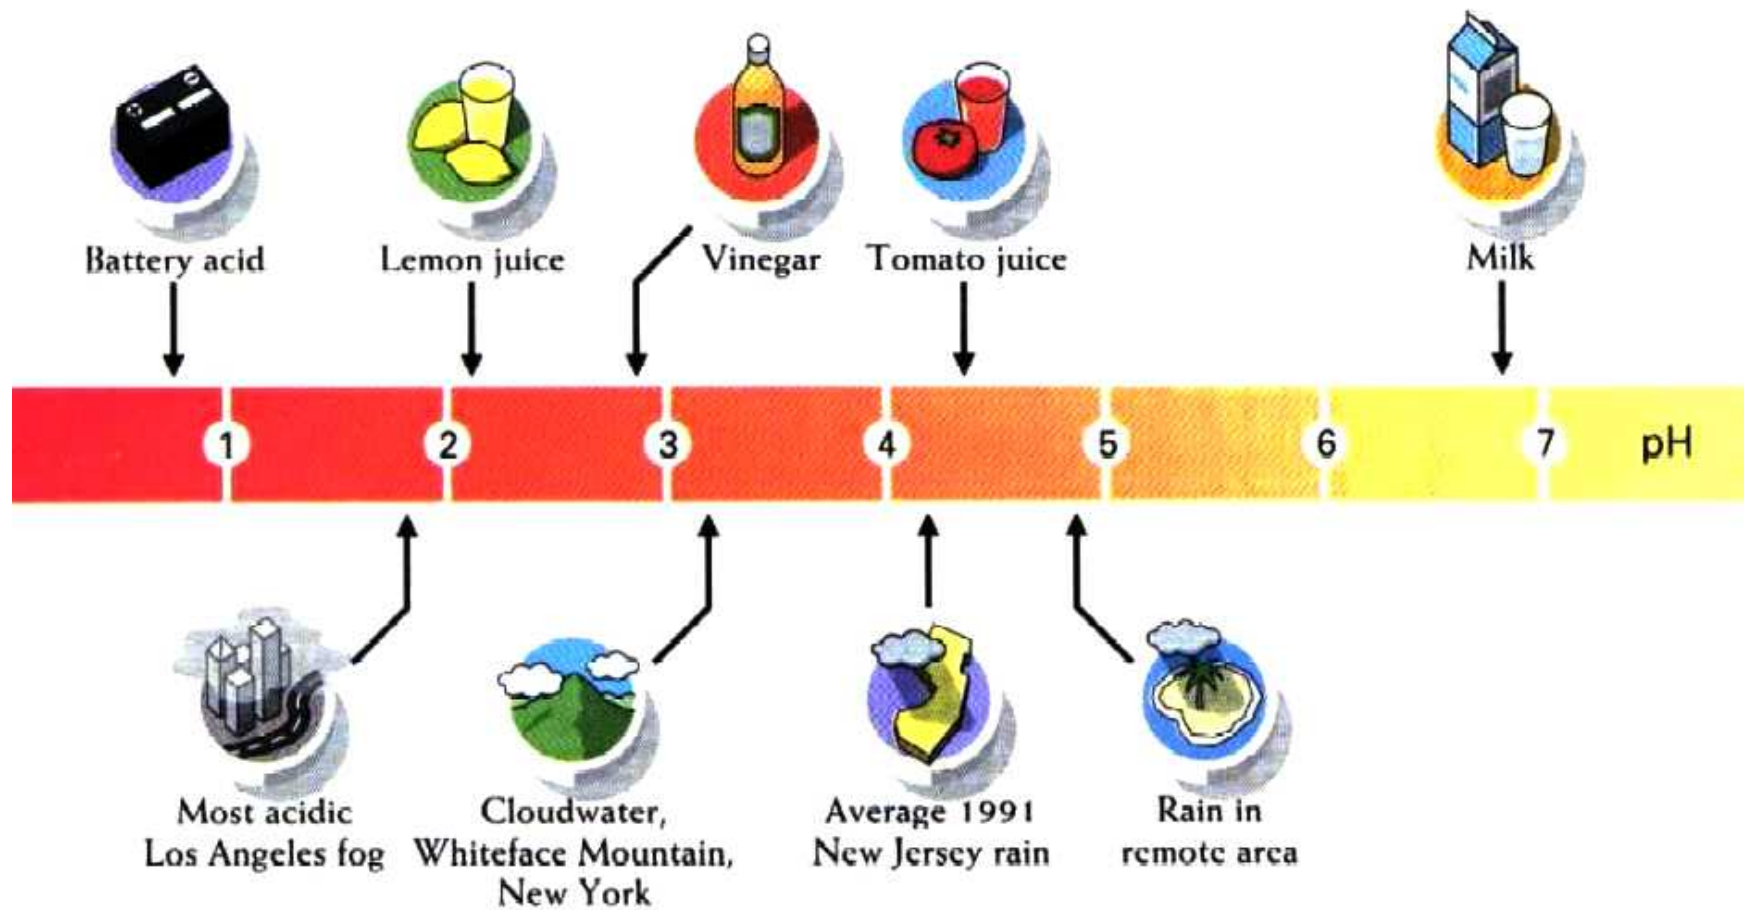 Battery acid
Lemon juice
Vinegar
Tomato juice
Milk
1
2
3
4
5
6
7
pH
Most acidic
Los Angeles fog
Cloudwater,
Whiteface Mountain,
New York
Average 1991
New Jersey rain
Rain in
remote area